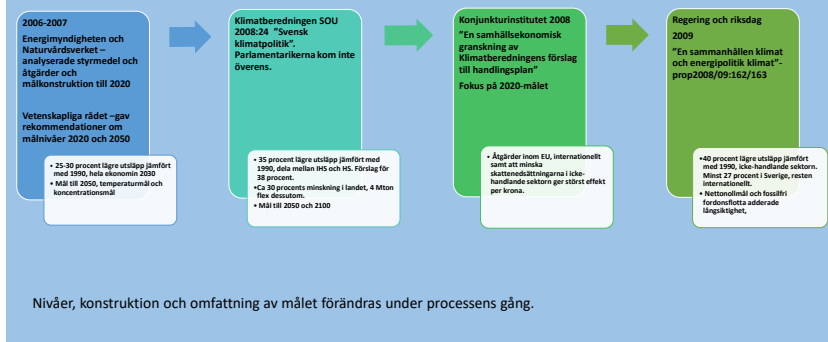 2006-2007
Energimyndigheten och
Naturvårdsverket –
analyserade styrmedel och
åtgärder och
målkonstruktion till 2020
Vetenskapliga rådet –gav
rekommendationer om
målnivåer 2020 och 2050
• 25-30 procent lägre utsläpp jämfört
med 1990, hela ekonomin 2030
• Mål till 2050, temperaturmål och
koncentrationsmål
Klimatberedningen SOU
2008:24 ”Svensk
klimatpolitik”.
Parlamentarikerna kom inte
överens.
• 35 procent lägre utsläpp jämfört med
1990, dela mellan IHS och HS. Förslag för
38 procent.
•Ca 30 procents minskning i landet, 4 Mton
flex dessutom.
• Mål till 2050 och 2100
Konjunkturinstitutet 2008
”En samhällsekonomisk
granskning av
Klimatberedningens förslag
till handlingsplan”
Fokus på 2020-målet
• Åtgärder inom EU, internationellt
samt att minska
skattenedsättningarna i icke-
handlande sektorn ger störst effekt
per krona.
Regering och riksdag
2009
”En sammanhållen klimat
och energipolitik klimat”-
prop2008/09:162/163
•40 procent lägre utsläpp jämfört
med 1990, icke-handlande sektorn.
Minst 27 procent i Sverige, resten
internationellt.
• Nettonollmål och fossilfri
fordonsflotta adderade
långsiktighet,
Nivåer, konstruktion och omfattning av målet förändras under processens gång.